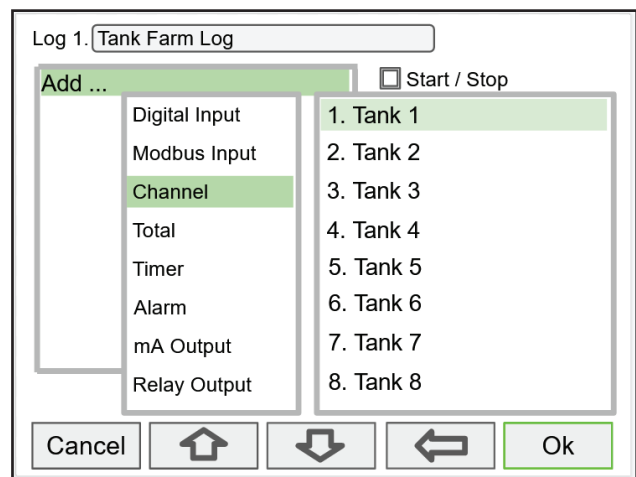 Log 1. Tank Farm Log
Add ...
Start / Stop
Digital Input
Modbus Input
Channel
Total
Timer
Alarm
mA Output
Relay Output
1. Tank 1
2. Tank 2
3. Tank 3
4. Tank 4
5. Tank 5
6. Tank 6
7. Tank 7
8. Tank 8
Cancel
Ok